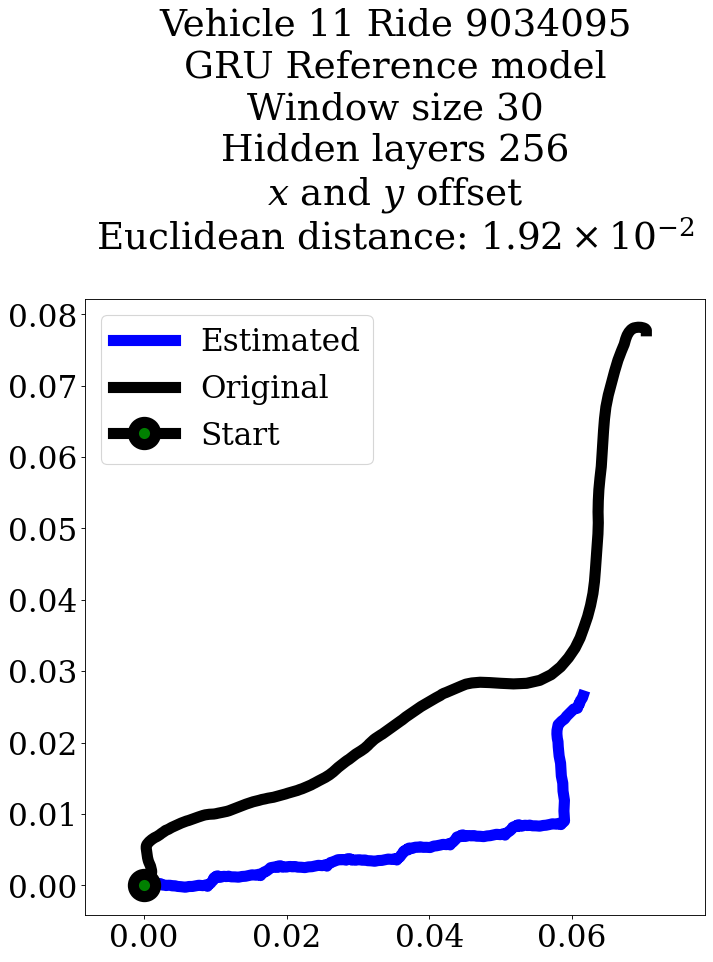 Vehicle 11 Ride 9034095
GRU Reference model
Window size 30
Hidden layers 256
x and y offset
Euclidean distance: 1.92 × 10⁻²
0.08
0.07
0.06
0.05
0.04
0.03
0.02
0.01
0.00
Estimated
Original
Start
0.00 0.02 0.04 0.06